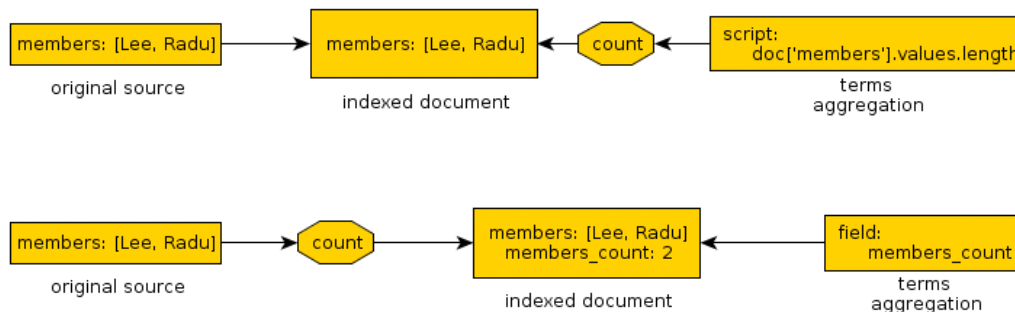 members: [Lee, Radu]
original source
members: [Lee, Radu]
indexed document
count
script:
doc['members'].values.length
terms
aggregation
members: [Lee, Radu]
original source
count
members: [Lee, Radu]
members_count: 2
indexed document
field:
members_count
terms
aggregation